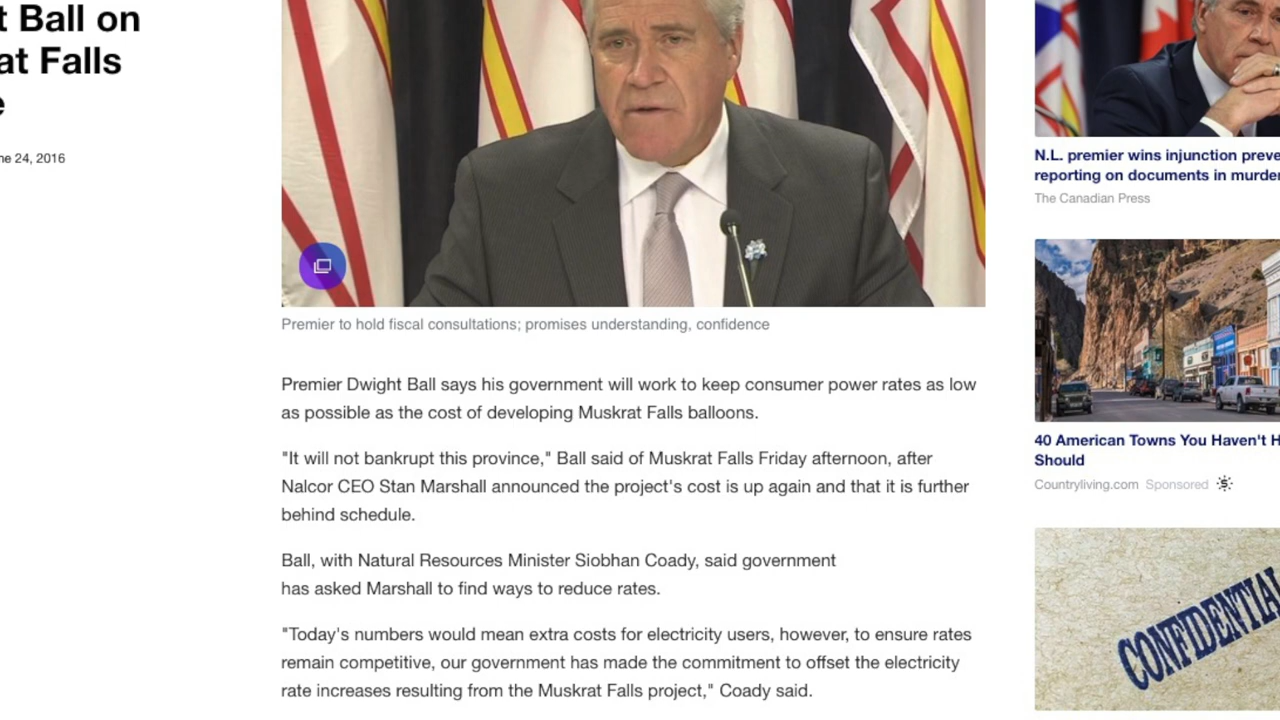 t Ball on
at Falls
e
ne 24, 2016
Premier to hold fiscal consultations; promises understanding, confidence
Premier Dwight Ball says his government will work to keep consumer power rates as low
as possible as the cost of developing Muskrat Falls balloons.
"It will not bankrupt this province," Ball said of Muskrat Falls Friday afternoon, after
Nalcor CEO Stan Marshall announced the project's cost is up again and that it is further
behind schedule.
Ball, with Natural Resources Minister Siobhan Coady, said government
has asked Marshall to find ways to reduce rates.
"Today's numbers would mean extra costs for electricity users, however, to ensure rates
remain competitive, our government has made the commitment to offset the electricity
rate increases resulting from the Muskrat Falls project," Coady said.
N.L. premier wins injunction preve
reporting on documents in murder
The Canadian Press
40 American Towns You Haven't H
Should
Countryliving.com Sponsored
CONFIDENTIAL